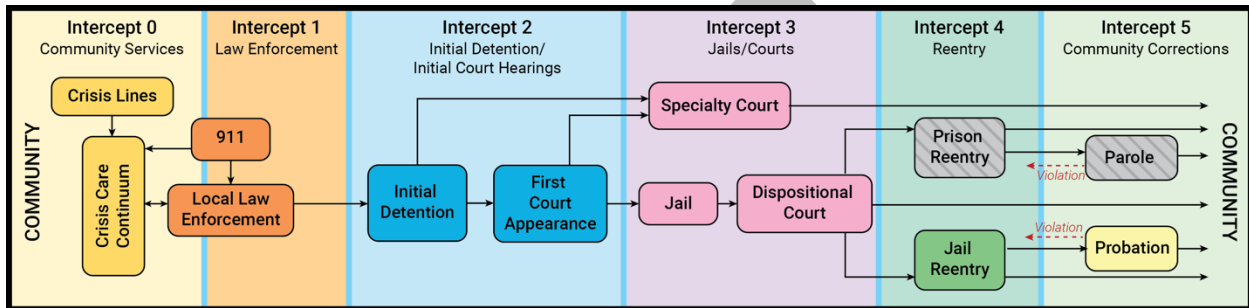 Intercept 0
Community Services
Intercept 1
Law Enforcement
Intercept 2
Initial Detention/
Initial Court Hearings
Intercept 3
Jails/Courts
Intercept 4
Reentry
Intercept 5
Community Corrections
COMMUNITY
Crisis Lines
Crisis Care
Continuum
911
Local Law
Enforcement
Initial
Detention
First
Court
Appearance
Specialty Court
Jail
Dispositional
Court
Prison
Reentry
Parole
Violation
Jail
Reentry
Probation
Violation
COMMUNITY